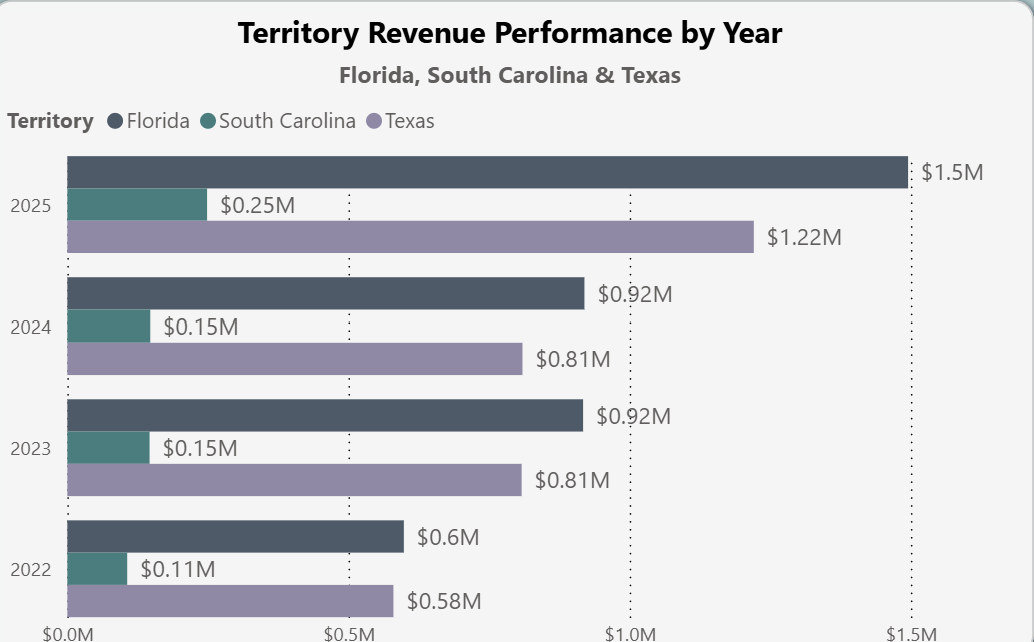 Territory Revenue Performance by Year
Florida, South Carolina & Texas
Territory Florida South Carolina Texas
$1.5M
2025 $0.25M
$1.22M
$0.92M
2024 $0.15M
$0.81M
$0.92M
2023 $0.15M
$0.81M
$0.6M
2022 $0.11M
$0.58M
$0.0M $0.5M $1.0M $1.5M